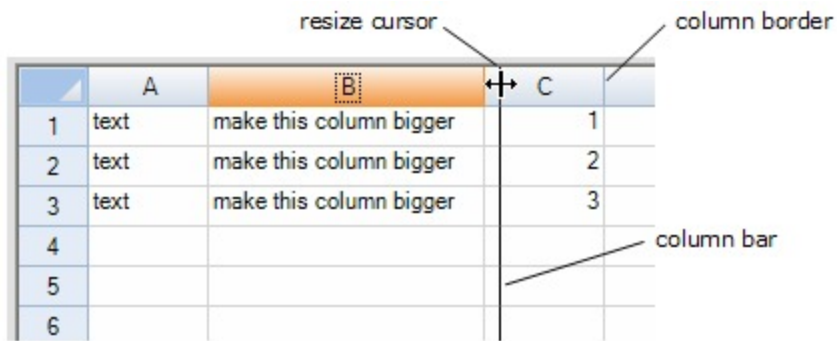 resize cursor column border
A B C
1 text make this column bigger 1
2 text make this column bigger 2
3 text make this column bigger 3
4 column bar
5
6